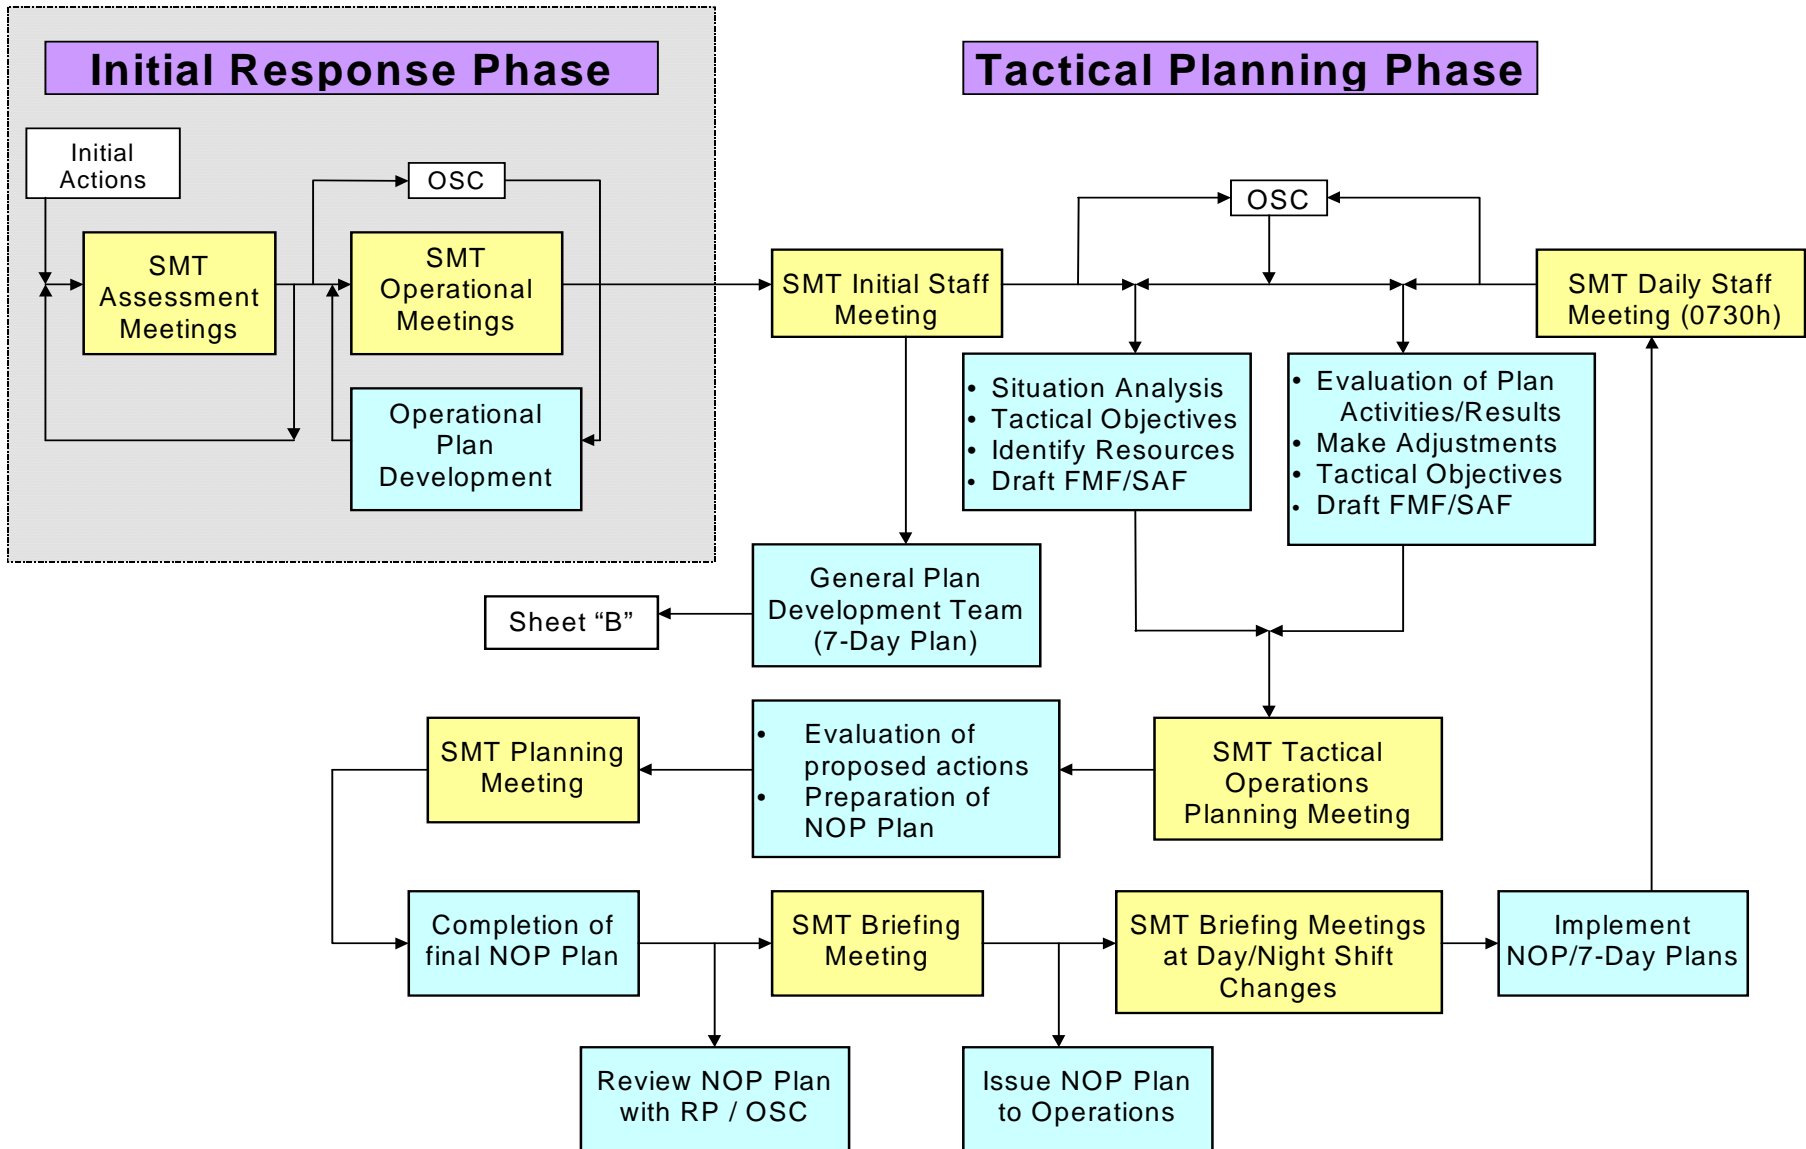 Initial Response Phase
Tactical Planning Phase
Initial
Actions
OSC
SMT
Assessment
Meetings
SMT
Operational
Meetings
Operational
Plan
Development
OSC
SMT Initial Staff
Meeting
SMT Daily Staff
Meeting (0730h)
• Situation Analysis
• Tactical Objectives
• Identify Resources
• Draft FMF/SAF
• Evaluation of Plan
Activities/Results
• Make Adjustments
• Tactical Objectives
• Draft FMF/SAF
Sheet “B”
General Plan
Development Team
(7-Day Plan)
SMT Planning
Meeting
• Evaluation of
proposed actions
• Preparation of
NOP Plan
SMT Tactical
Operations
Planning Meeting
Completion of
final NOP Plan
SMT Briefing
Meeting
SMT Briefing Meetings
at Day/Night Shift
Changes
Implement
NOP/7-Day Plans
Review NOP Plan
with RP / OSC
Issue NOP Plan
to Operations